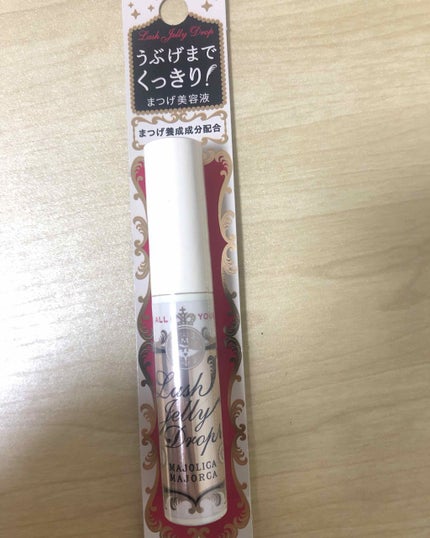 Lash Jelly Drop
うぶげまで
くっきり!
まつげ美容液
まつげ養成成分配合
ALL
YOU
Lash
Jelly
Drop
MAJOLICA
MAJORCA